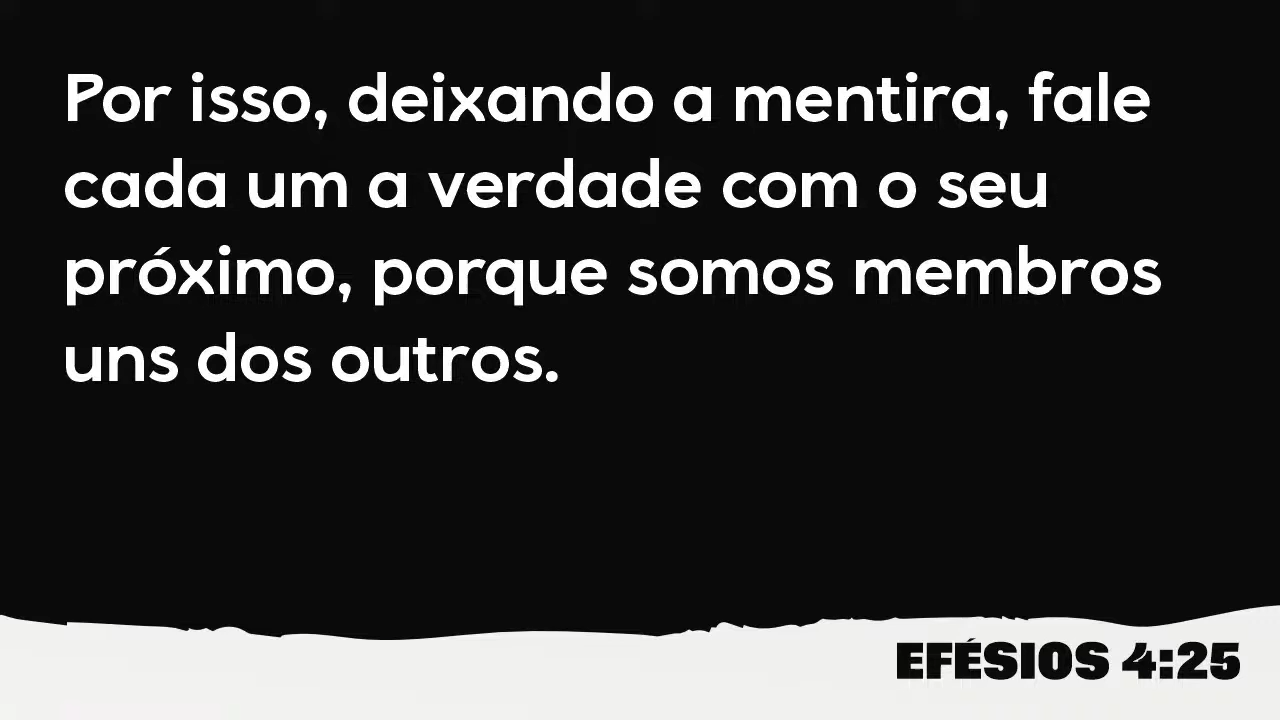 Por isso, deixando a mentira, fale
cada um a verdade com o seu
próximo, porque somos membros
uns dos outros.
EFÉSIOS 4:25